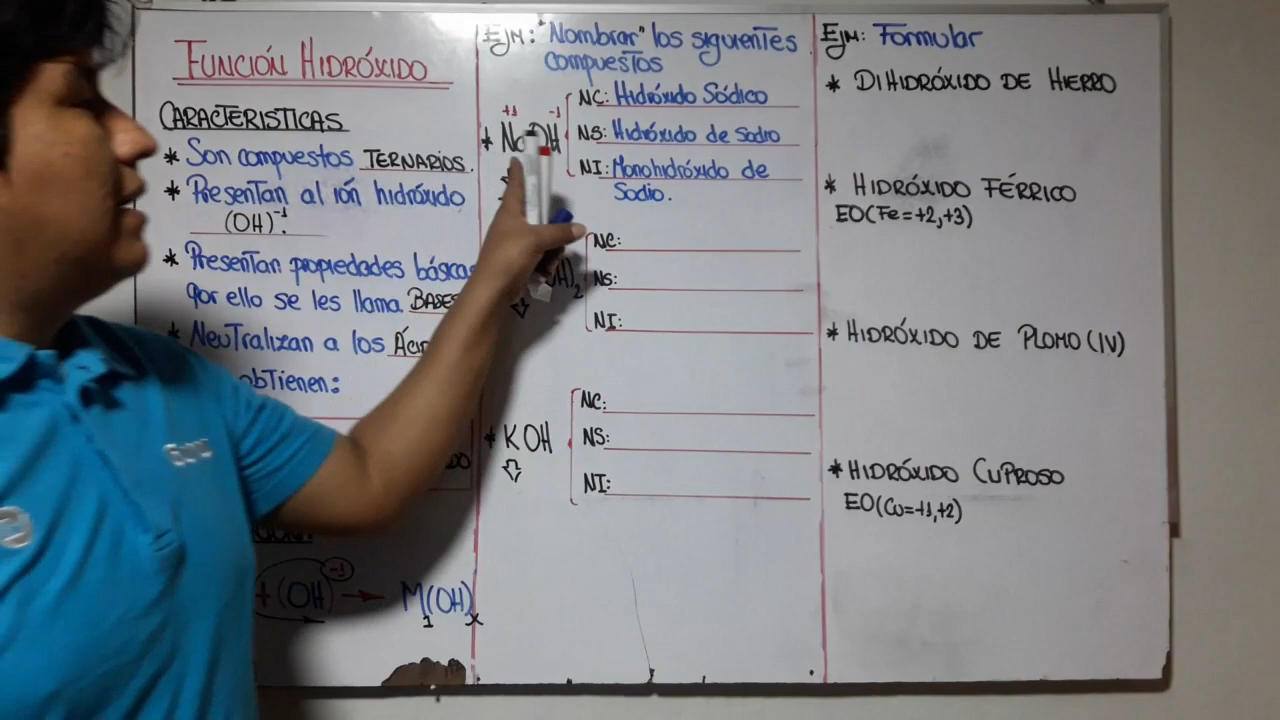 FUNCIÓN HIDRÓXIDO
CARACTERISTICAS
* Son compuestos TERNARIOS.
* Presentan al ión hidróxido
(OH)⁻¹.
* Presentan propiedades básicas
por ello se les llama BASES
* Neutralizan a los
obtienen:
+(OH)⁻¹ → M₁(OH)ₓ
Ejm: "Nombrar" los siguientes
compuestos
+1 -1
* NaOH
NC: Hidróxido Sódico
NS: Hidróxido de sodio
NI: Monohidróxido de
Sodio.
OH)₂
NC:
NS:
NI:
* KOH
NC:
NS:
NI:
Ejm: Formular
* DIHIDRÓXIDO DE HIERRO
* HIDRÓXIDO FÉRRICO
EO(Fe=+2,+3)
* HIDRÓXIDO DE PLOMO (IV)
* HIDRÓXIDO CUPROSO
EO(Cu=+1,+2)